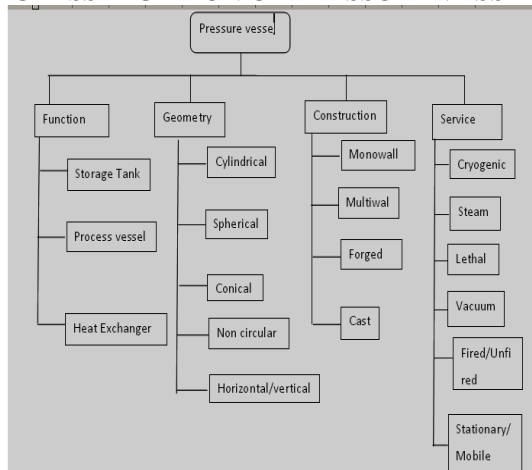 Pressure vesse
Function
Storage Tank
Process vessel
Heat Exchanger
Geometry
Cylindrical
Spherical
Conical
Non circular
Horizontal/vertical
Construction
Monowall
Multiwal
Forged
Cast
Service
Cryogenic
Steam
Lethal
Vacuum
Fired/Unfi
red
Stationary/
Mobile